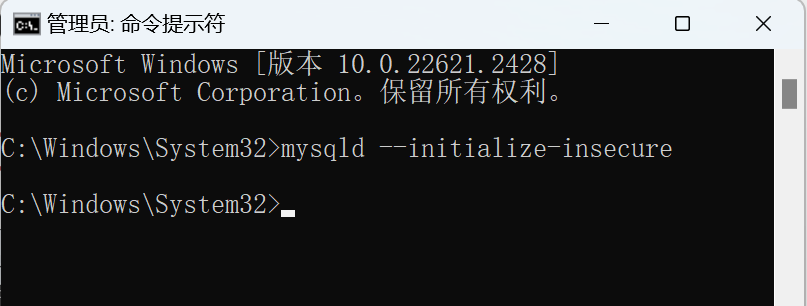 管理员: 命令提示符
Microsoft Windows [版本 10.0.22621.2428]
(c) Microsoft Corporation。保留所有权利。
C:\Windows\System32>mysqld --initialize-insecure
C:\Windows\System32>